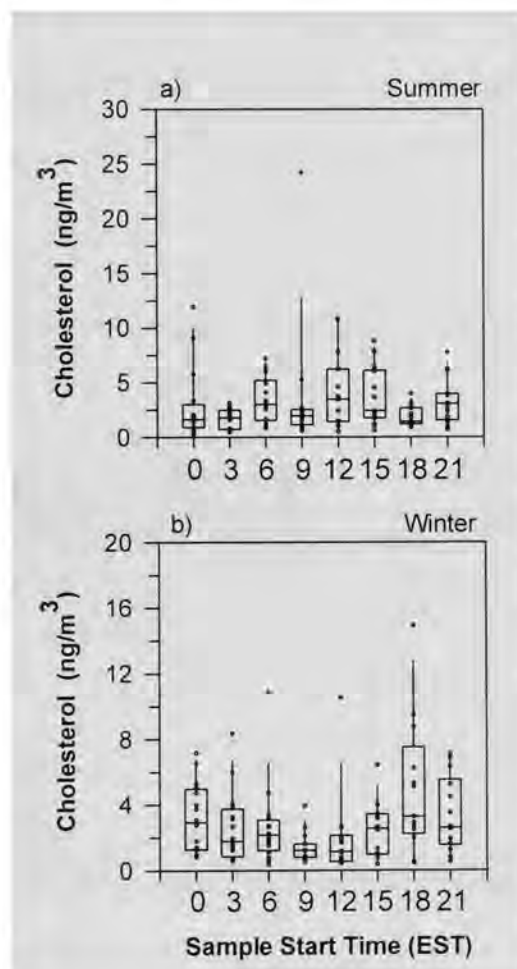 a) Summer
30
25
20
15
10
5
0
Cholesterol (ng/m³)
0 3 6 9 12 15 18 21
b) Winter
20
16
12
8
4
0
Cholesterol (ng/m³)
0 3 6 9 12 15 18 21
Sample Start Time (EST)